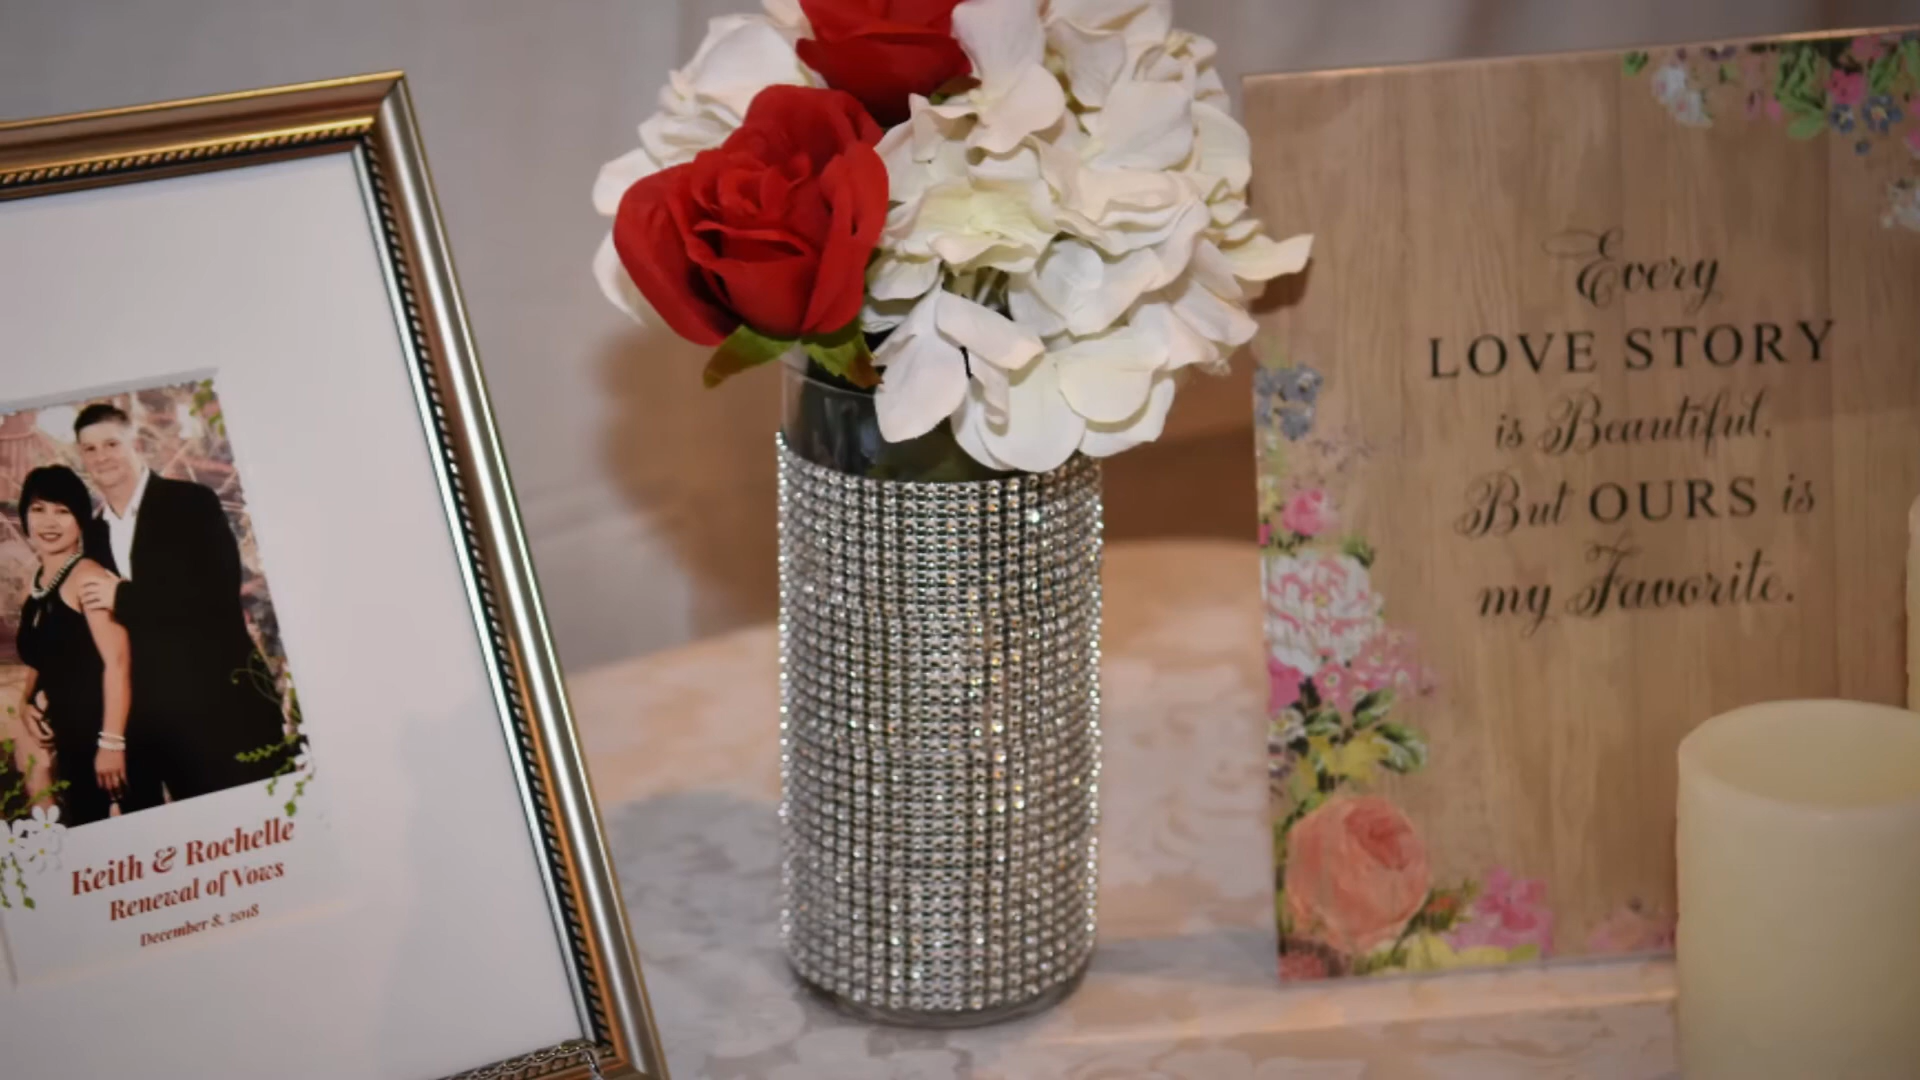 Keith & Rochelle
Renewal of Vows
December 8, 2018
Every
LOVE STORY
is Beautiful,
But OURS is
my Favorite.